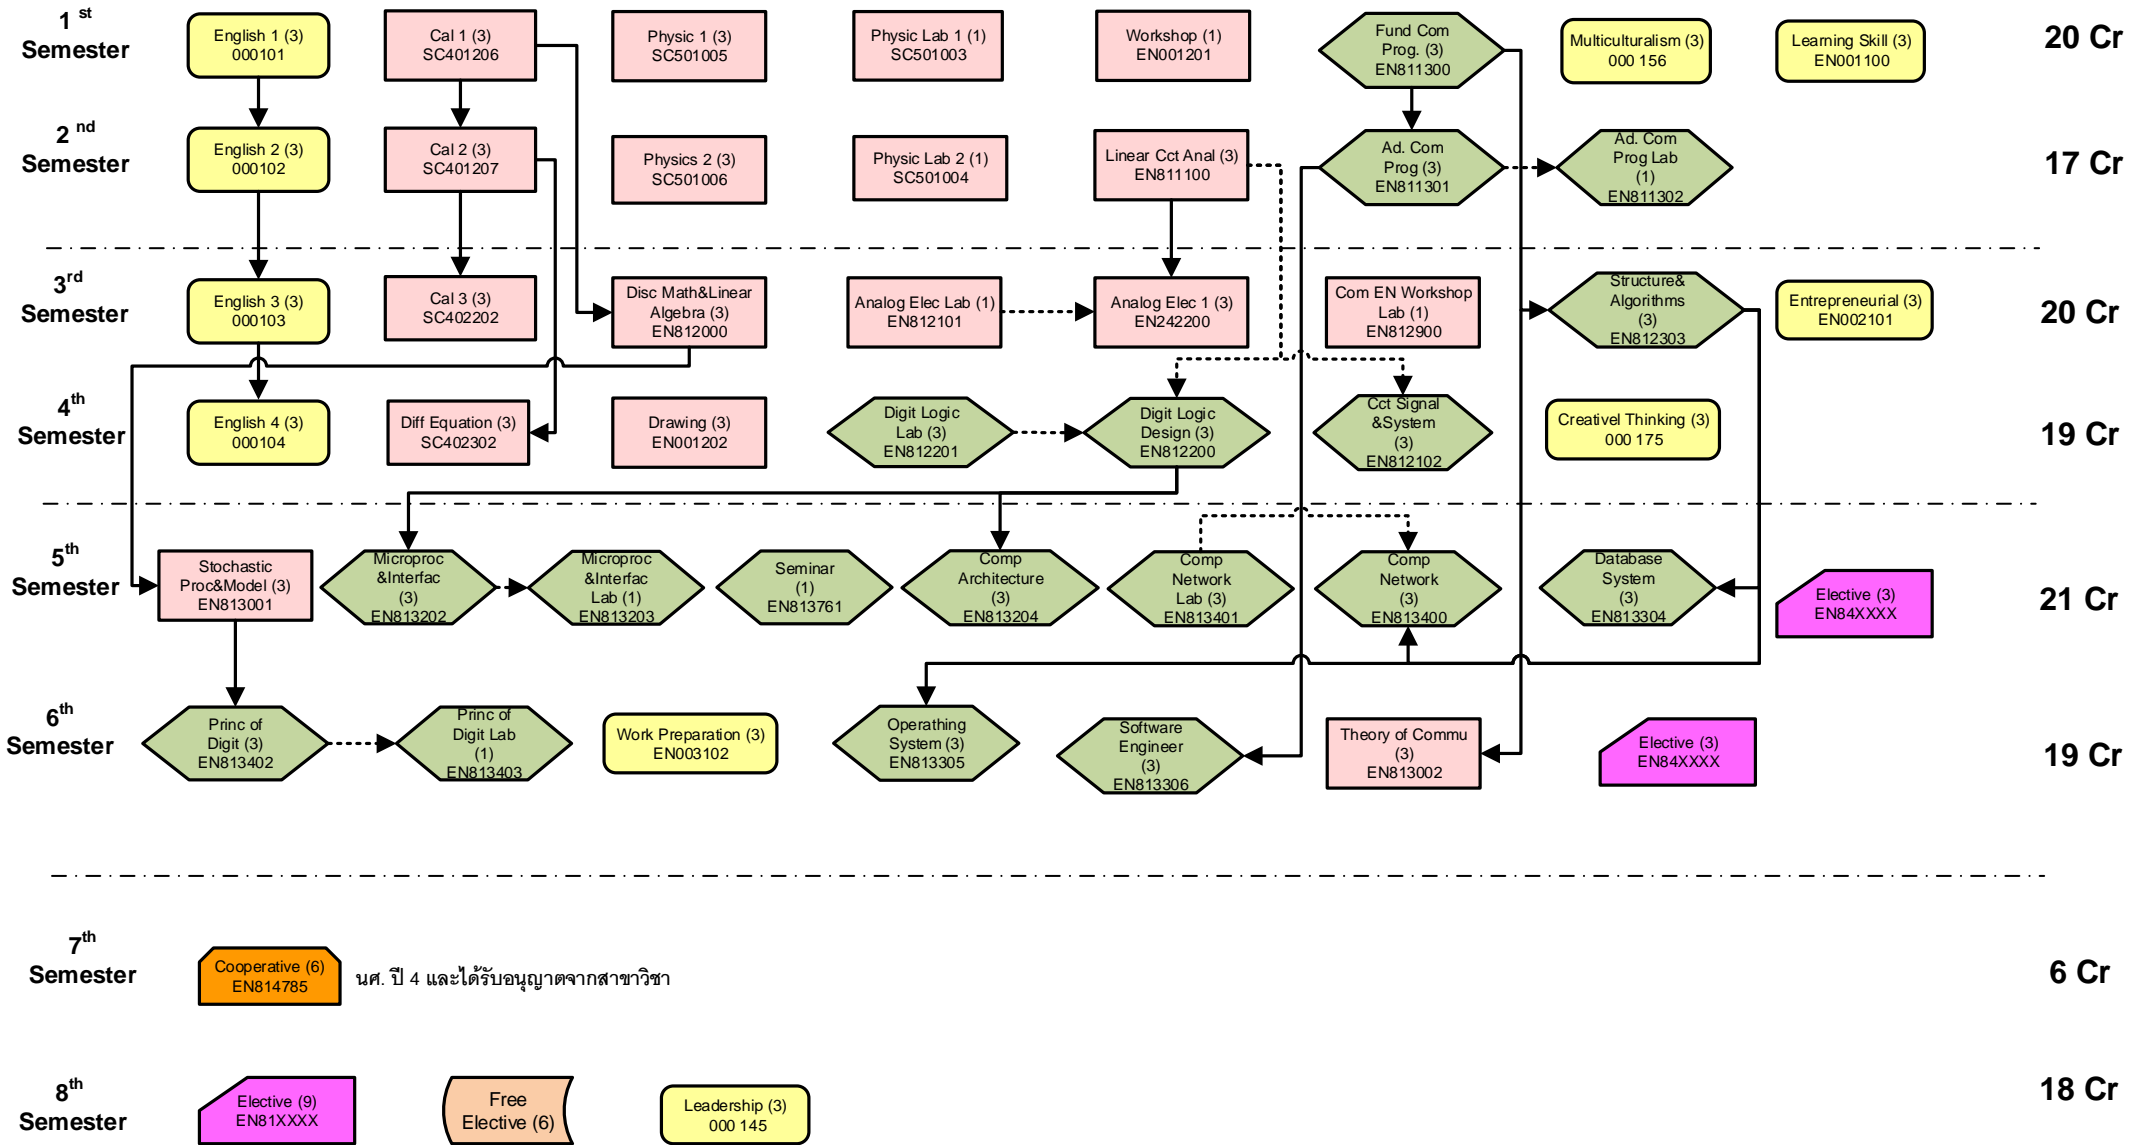 1 st
Semester
English 1 (3)
000101
Cal 1 (3)
SC401206
Physic 1 (3)
SC501005
Physic Lab 1 (1)
SC501003
Workshop (1)
EN001201
Fund Com
Prog. (3)
EN811300
Multiculturalism (3)
000 156
Learning Skill (3)
EN001100
20 Cr
2 nd
Semester
English 2 (3)
000102
Cal 2 (3)
SC401207
Physics 2 (3)
SC501006
Physic Lab 2 (1)
SC501004
Linear Cct Anal (3)
EN811100
Ad. Com
Prog (3)
EN811301
Ad. Com
Prog Lab
(1)
EN811302
17 Cr
3rd
Semester
English 3 (3)
000103
Cal 3 (3)
SC402202
Disc Math&Linear
Algebra (3)
EN812000
Analog Elec Lab (1)
EN812101
Analog Elec 1 (3)
EN242200
Com EN Workshop
Lab (1)
EN812900
Structure&
Algorithms
(3)
EN812303
Entrepreneurial (3)
EN002101
20 Cr
4th
Semester
English 4 (3)
000104
Diff Equation (3)
SC402302
Drawing (3)
EN001202
Digit Logic
Lab (3)
EN812201
Digit Logic
Design (3)
EN812200
Cct Signal
&System
(3)
EN812102
Creativel Thinking (3)
000 175
19 Cr
5th
Semester
Stochastic
Proc&Model (3)
EN813001
Microproc
&Interfac
(3)
EN813202
Microproc
&Interfac
Lab (1)
EN813203
Seminar
(1)
EN813761
Comp
Architecture
(3)
EN813204
Comp
Network
Lab (3)
EN813401
Comp
Network
(3)
EN813400
Database
System
(3)
EN813304
Elective (3)
EN84XXXX
21 Cr
6th
Semester
Princ of
Digit (3)
EN813402
Princ of
Digit Lab
(1)
EN813403
Work Preparation (3)
EN003102
Operathing
System (3)
EN813305
Software
Engineer
(3)
EN813306
Theory of Commu
(3)
EN813002
Elective (3)
EN84XXXX
19 Cr
7th
Semester
Cooperative (6)
EN814785
นศ. ปี 4 และได้รับอนุญาตจากสาขาวิชา
6 Cr
8th
Semester
Elective (9)
EN81XXXX
Free
Elective (6)
Leadership (3)
000 145
18 Cr